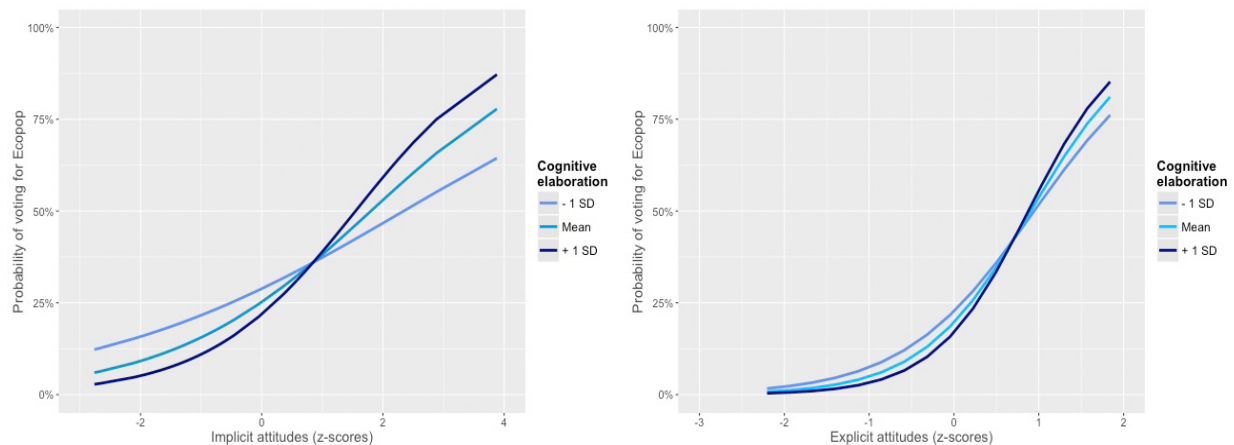 100%
75%
50%
25%
0%
Probability of voting for Ecopop
-2
0
2
4
Implicit attitudes (z-scores)
Cognitive
elaboration
- 1 SD
Mean
+ 1 SD
100%
75%
50%
25%
0%
Probability of voting for Ecopop
-3
-2
-1
0
1
2
Explicit attitudes (z-scores)
Cognitive
elaboration
- 1 SD
Mean
+ 1 SD